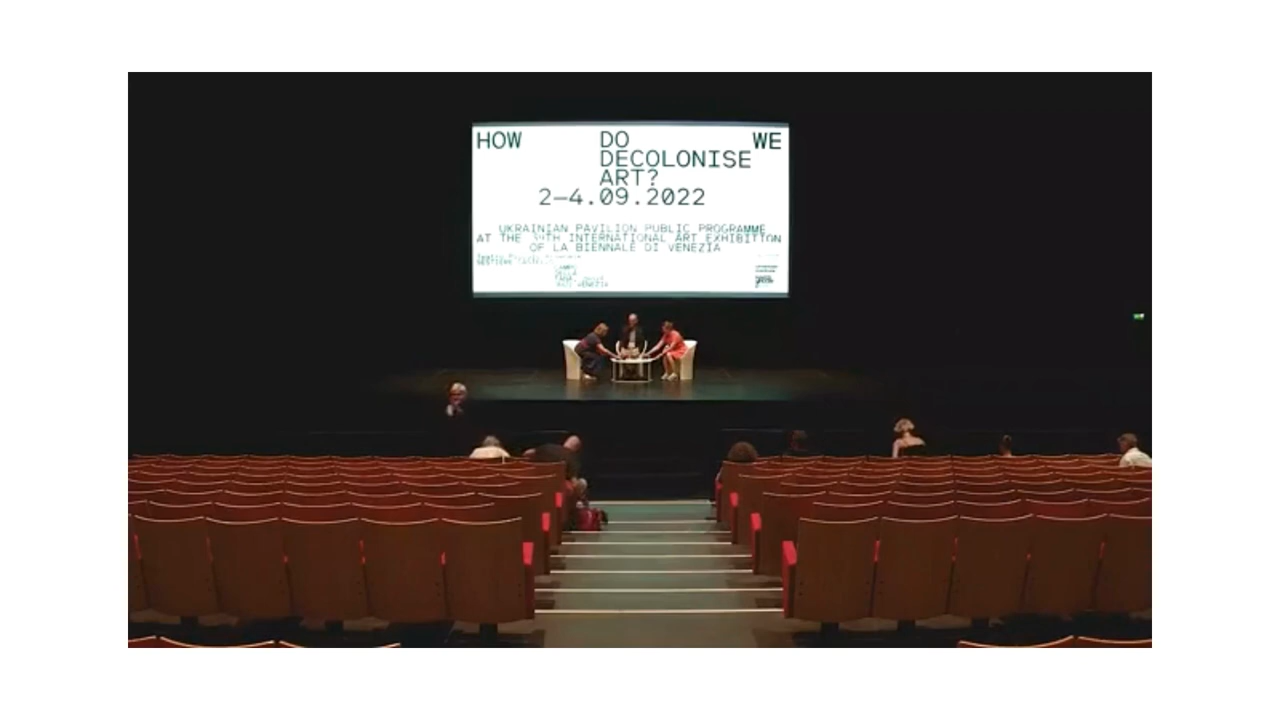 HOW DO WE
DECOLONISE
ART?
2–4.09.2022
UKRAINIAN PAVILION PUBLIC PROGRAMME
AT THE 59TH INTERNATIONAL ART EXHIBITION
OF LA BIENNALE DI VENEZIA